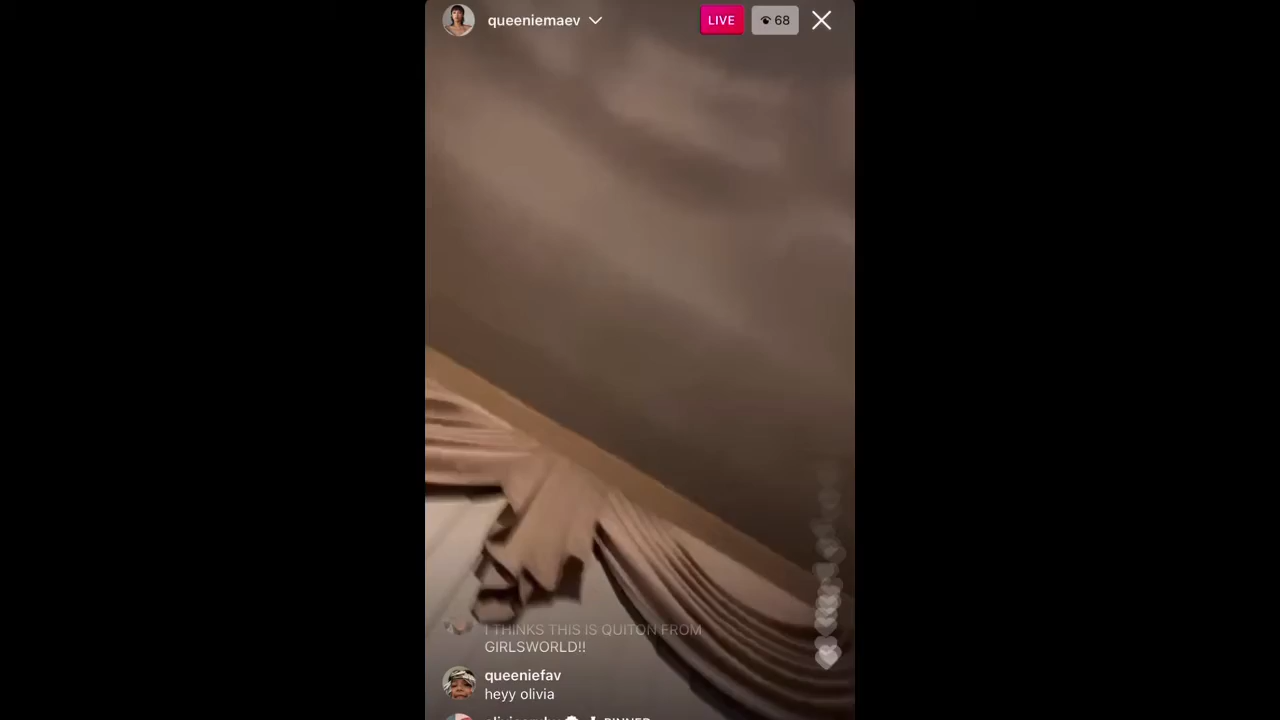 queeniemaev
LIVE
68
I THINKS THIS IS QUITON FROM
GIRLSWORLD!!
queeniefav
heyy olivia